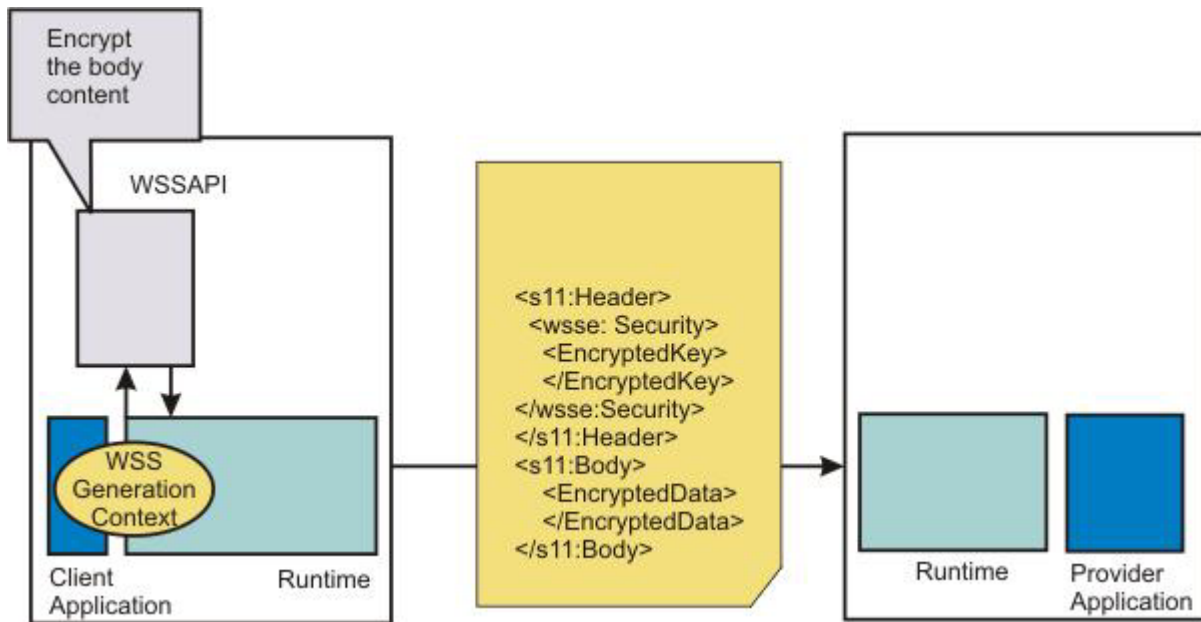 Encrypt
the body
content
WSSAPI
WSS
Generation
Context
Client
Application
Runtime
<s11:Header>
<wsse: Security>
<EncryptedKey>
</EncryptedKey>
</wsse:Security>
</s11:Header>
<s11:Body>
<EncryptedData>
</EncryptedData>
</s11:Body>
Runtime
Provider
Application